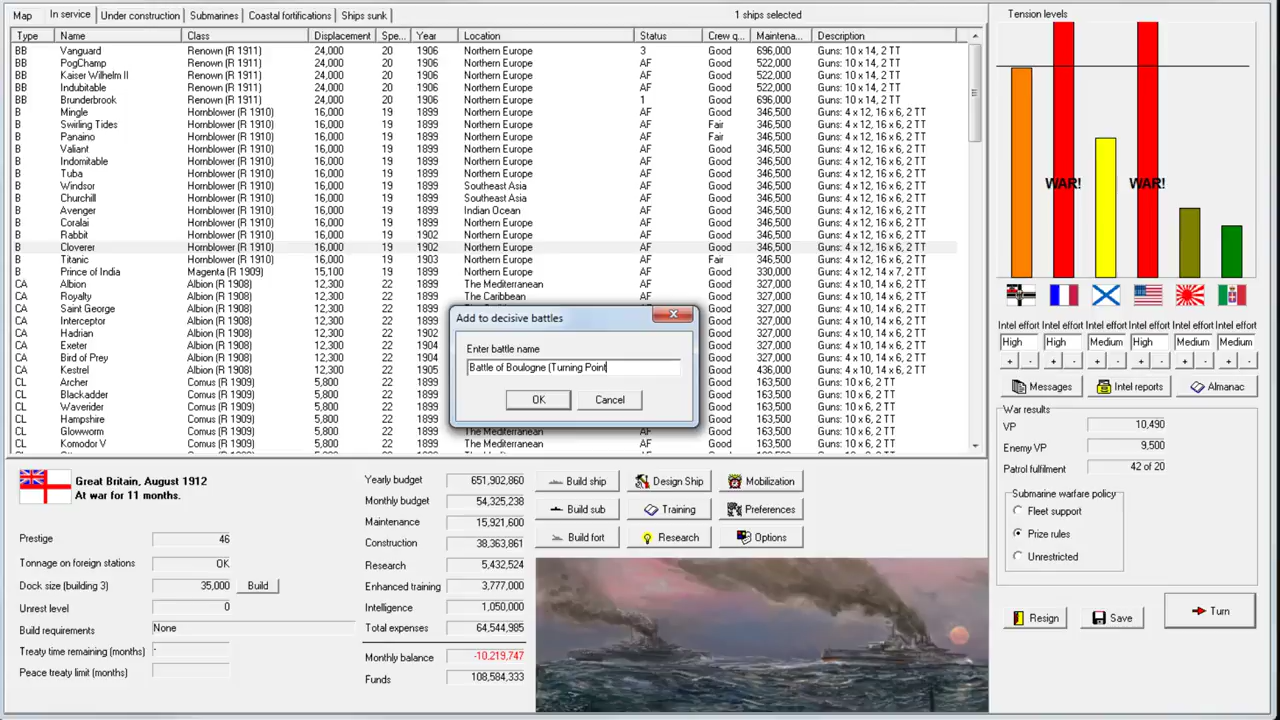 Map In service Under construction Submarines Coastal fortifications Ships sunk 1 ships selected
Type Name Class Displacement Spe... Year Location Status Crew q... Maintena... Description
BB Vanguard Renown (R 1911) 24,000 20 1906 Northern Europe 3 Good 696,000 Guns: 10 x 14, 2 TT
BB PogChamp Renown (R 1911) 24,000 20 1906 Northern Europe AF Good 522,000 Guns: 10 x 14, 2 TT
BB Kaiser Wilhelm II Renown (R 1911) 24,000 20 1906 Northern Europe AF Good 522,000 Guns: 10 x 14, 2 TT
BB Indubitable Renown (R 1911) 24,000 20 1906 Northern Europe AF Good 522,000 Guns: 10 x 14, 2 TT
BB Brunderbrook Renown (R 1911) 24,000 20 1906 Northern Europe 1 Good 696,000 Guns: 10 x 14, 2 TT
B Mingle Hornblower (R 1910) 16,000 19 1899 Northern Europe AF Good 346,500 Guns: 4 x 12, 16 x 6, 2 TT
B Swirling Tides Hornblower (R 1910) 16,000 19 1899 Northern Europe AF Fair 346,500 Guns: 4 x 12, 16 x 6, 2 TT
B Panaino Hornblower (R 1910) 16,000 19 1899 Northern Europe AF Fair 346,500 Guns: 4 x 12, 16 x 6, 2 TT
B Valiant Hornblower (R 1910) 16,000 19 1899 Northern Europe AF Good 346,500 Guns: 4 x 12, 16 x 6, 2 TT
B Indomitable Hornblower (R 1910) 16,000 19 1899 Northern Europe AF Good 346,500 Guns: 4 x 12, 16 x 6, 2 TT
B Tuba Hornblower (R 1910) 16,000 19 1899 Northern Europe AF Good 346,500 Guns: 4 x 12, 16 x 6, 2 TT
B Windsor Hornblower (R 1910) 16,000 19 1899 Southeast Asia AF Good 346,500 Guns: 4 x 12, 16 x 6, 2 TT
B Churchill Hornblower (R 1910) 16,000 19 1899 Southeast Asia AF Good 346,500 Guns: 4 x 12, 16 x 6, 2 TT
B Avenger Hornblower (R 1910) 16,000 19 1899 Indian Ocean AF Good 346,500 Guns: 4 x 12, 16 x 6, 2 TT
B Coralai Hornblower (R 1910) 16,000 19 1899 Northern Europe AF Good 346,500 Guns: 4 x 12, 16 x 6, 2 TT
B Rabbit Hornblower (R 1910) 16,000 19 1902 Northern Europe AF Good 346,500 Guns: 4 x 12, 16 x 6, 2 TT
B Cloverer Hornblower (R 1910) 16,000 19 1902 Northern Europe AF Good 346,500 Guns: 4 x 12, 16 x 6, 2 TT
B Titanic Hornblower (R 1910) 16,000 19 1903 Northern Europe AF Fair 346,500 Guns: 4 x 12, 16 x 6, 2 TT
B Prince of India Magenta (R 1909) 15,100 19 1899 Northern Europe AF Good 330,000 Guns: 4 x 12, 14 x 7, 2 TT
CA Albion Albion (R 1908) 12,300 22 1899 The Mediterranean AF Good 327,000 Guns: 4 x 10, 14 x 6, 2 TT
CA Royalty Albion (R 1908) 12,300 22 1899 The Caribbean AF Good 327,000 Guns: 4 x 10, 14 x 6, 2 TT
CA Saint George Albion (R 1908) 12,300 22 1899 Good 327,000 Guns: 4 x 10, 14 x 6, 2 TT
CA Interceptor Albion (R 1908) 12,300 22 1899 Good 327,000 Guns: 4 x 10, 14 x 6, 2 TT
CA Hadrian Albion (R 1908) 12,300 22 1899 Good 327,000 Guns: 4 x 10, 14 x 6, 2 TT
CA Exeter Albion (R 1908) 12,300 22 1902 Good 327,000 Guns: 4 x 10, 14 x 6, 2 TT
CA Bird of Prey Albion (R 1908) 12,300 22 1904 Good 327,000 Guns: 4 x 10, 14 x 6, 2 TT
CA Kestrel Albion (R 1908) 12,300 22 1904 Good 436,000 Guns: 4 x 10, 14 x 6, 2 TT
CL Archer Comus (R 1909) 5,800 22 1899 Good 163,500 Guns: 10 x 6, 2 TT
CL Blackadder Comus (R 1909) 5,800 22 1899 Good 163,500 Guns: 10 x 6, 2 TT
CL Waverider Comus (R 1909) 5,800 22 1899 Good 163,500 Guns: 10 x 6, 2 TT
CL Hampshire Comus (R 1909) 5,800 22 1899 Good 163,500 Guns: 10 x 6, 2 TT
CL Glowworm Comus (R 1909) 5,800 22 1899 The Mediterranean AF Good 163,500 Guns: 10 x 6, 2 TT
CL Komodor V Comus (R 1909) 5,800 22 1899 The Mediterranean AF Good 163,500 Guns: 10 x 6, 2 TT
Add to decisive battles
Enter battle name
Battle of Boulogne (Turning Point
OK Cancel
Tension levels
WAR! WAR!
Intel effort Intel effort Intel effort Intel effort Intel effort Intel effort
High High Medium High Medium Medium
+ - + - + - + - + - + -
Messages Intel reports Almanac
War results
VP 10,490
Enemy VP 9,500
Patrol fulfilment 42 of 20
Submarine warfare policy
Fleet support
Prize rules
Unrestricted
Resign Save Turn
Great Britain, August 1912
At war for 11 months.
Prestige 46
Tonnage on foreign stations OK
Dock size (building 3) 35,000 Build
Unrest level 0
Build requirements None
Treaty time remaining (months) -
Peace treaty limit (months)
Yearly budget 651,902,860
Monthly budget 54,325,238
Maintenance 15,921,600
Construction 38,363,861
Research 5,432,524
Enhanced training 3,777,000
Intelligence 1,050,000
Total expenses 64,544,985
Monthly balance -10,219,747
Funds 108,584,333
Build ship Design Ship Mobilization
Build sub Training Preferences
Build fort Research Options